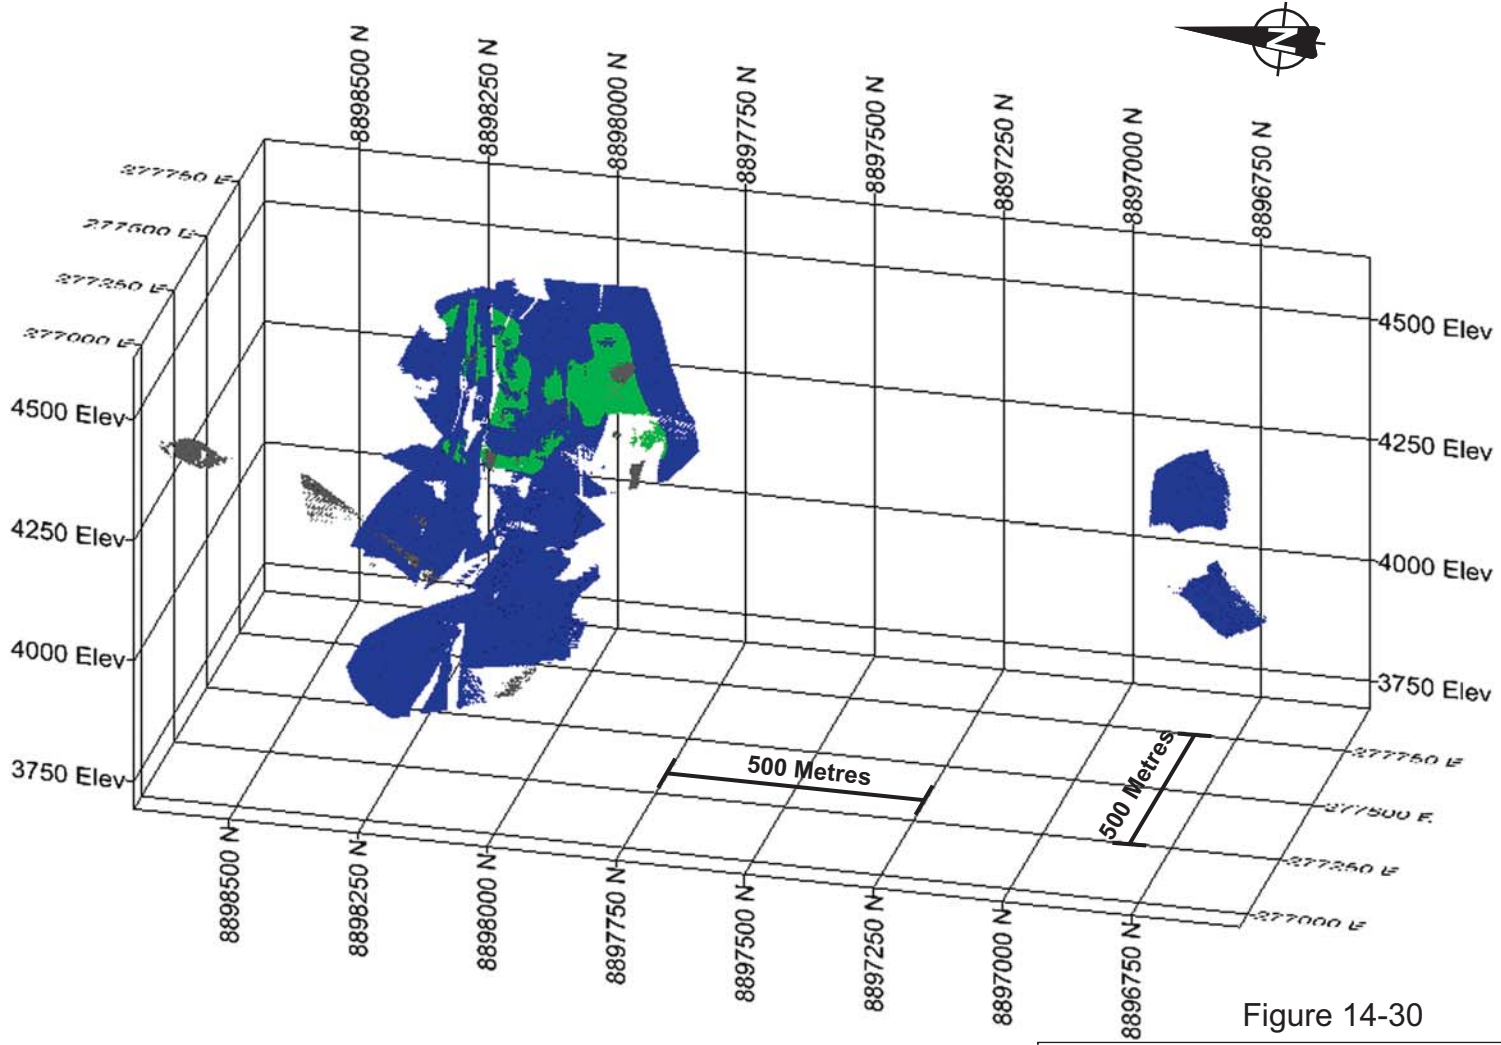 N
8898500 N
8898250 N
8898000 N
8897750 N
8897500 N
8897250 N
8897000 N
8896750 N
277750 E
277500 E
277250 E
277000 E
4500 Elev
4250 Elev
4000 Elev
3750 Elev
4500 Elev
4250 Elev
4000 Elev
3750 Elev
500 Metres
500 Metres
277750 E
277500 E
277250 E
277000 E
8898500 N
8898250 N
8898000 N
8897750 N
8897500 N
8897250 N
8897000 N
8896750 N
Figure 14-30